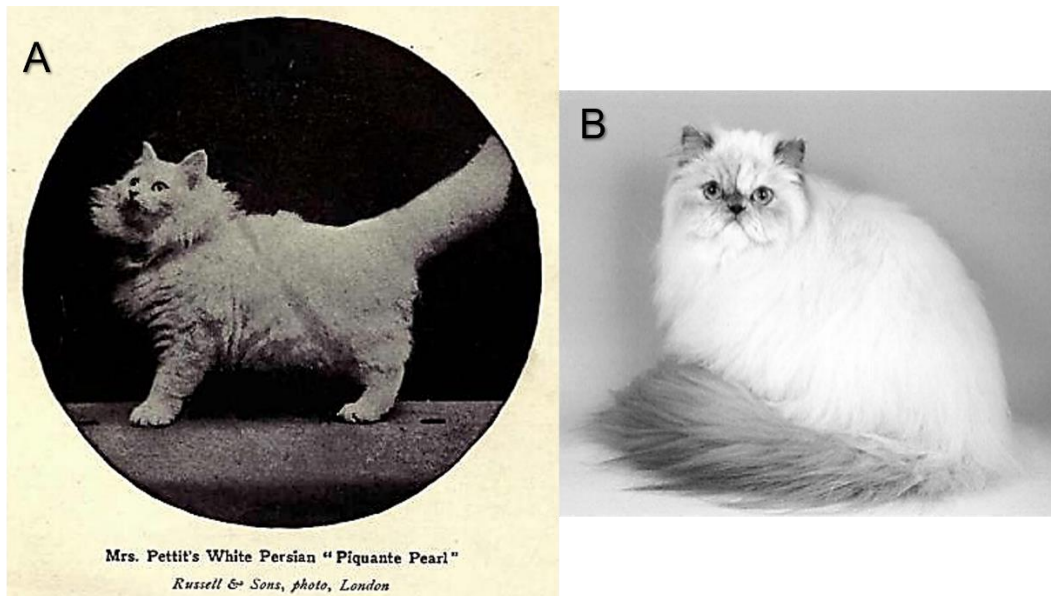 A
B
Mrs. Pettit's White Persian "Piquante Pearl"
Russell & Sons, photo, London